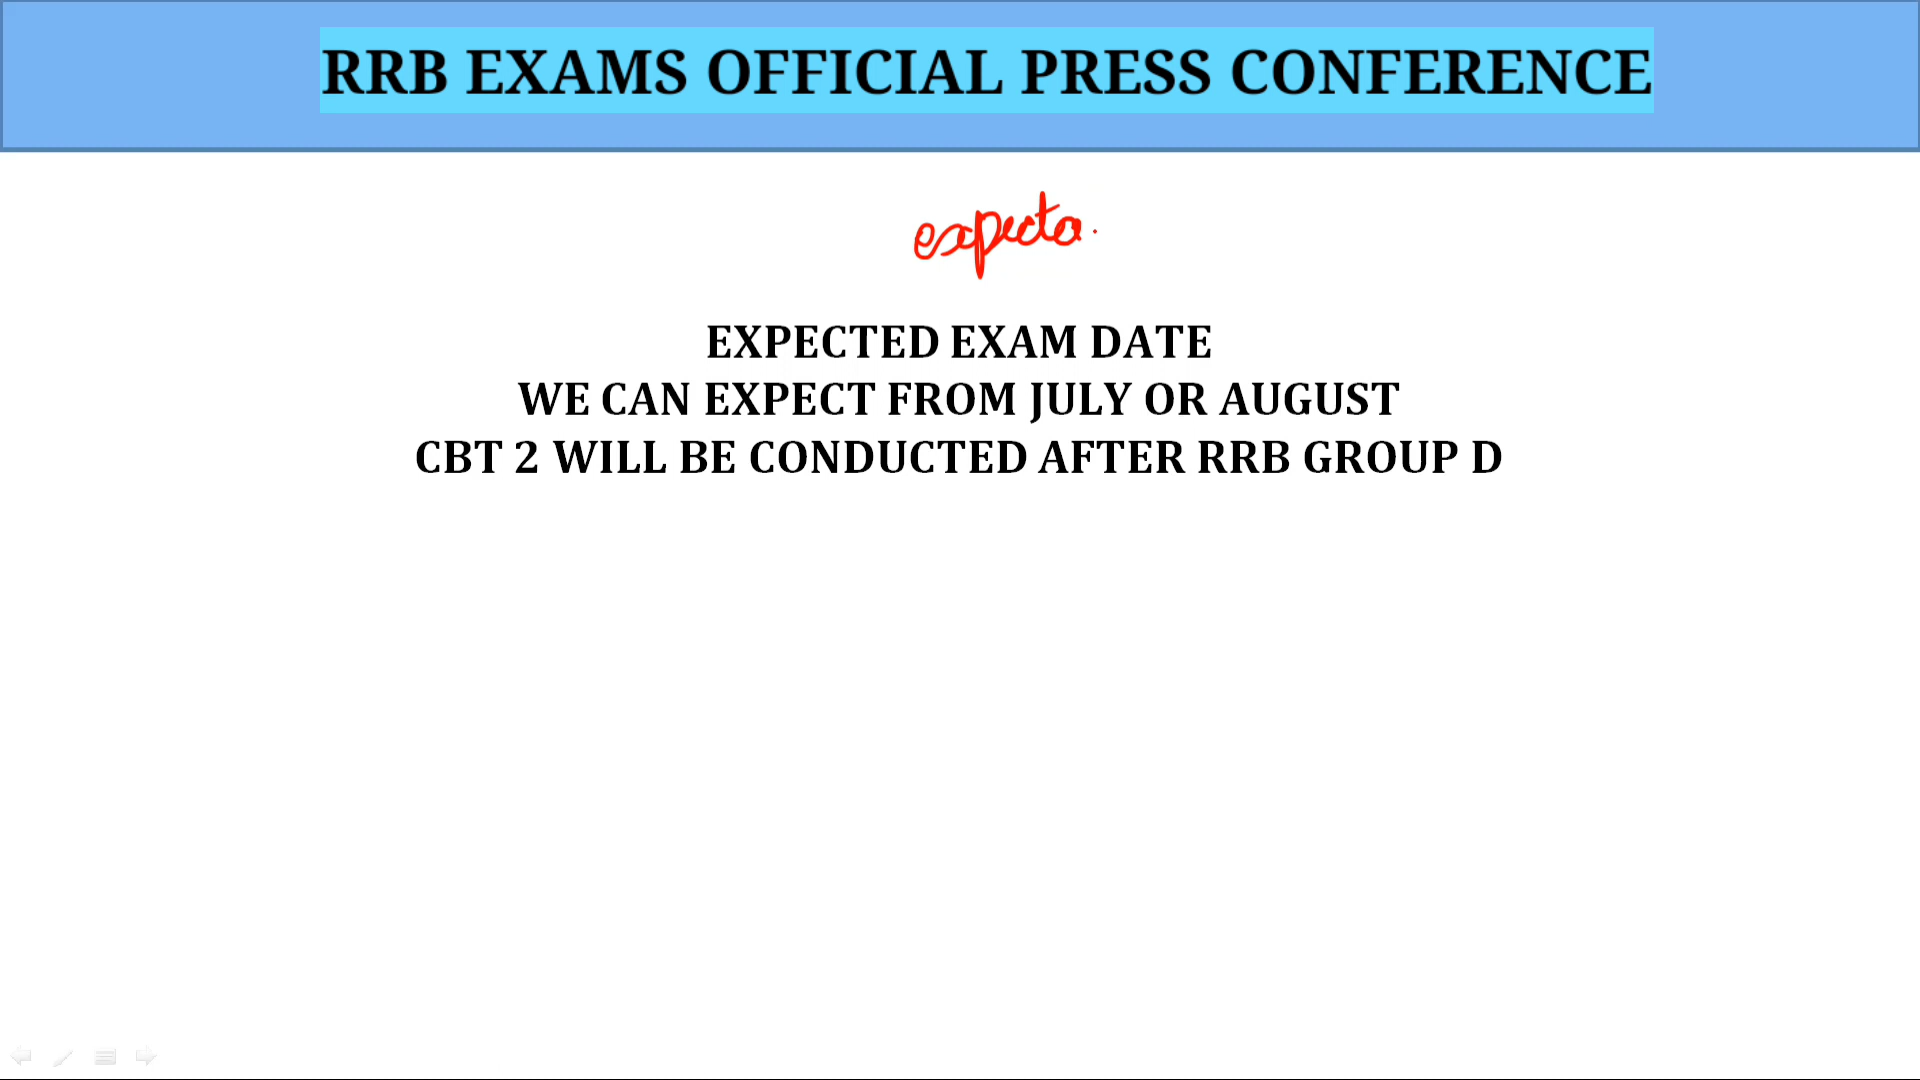 RRB EXAMS OFFICIAL PRESS CONFERENCE
expecta
EXPECTED EXAM DATE
WE CAN EXPECT FROM JULY OR AUGUST
CBT 2 WILL BE CONDUCTED AFTER RRB GROUP D